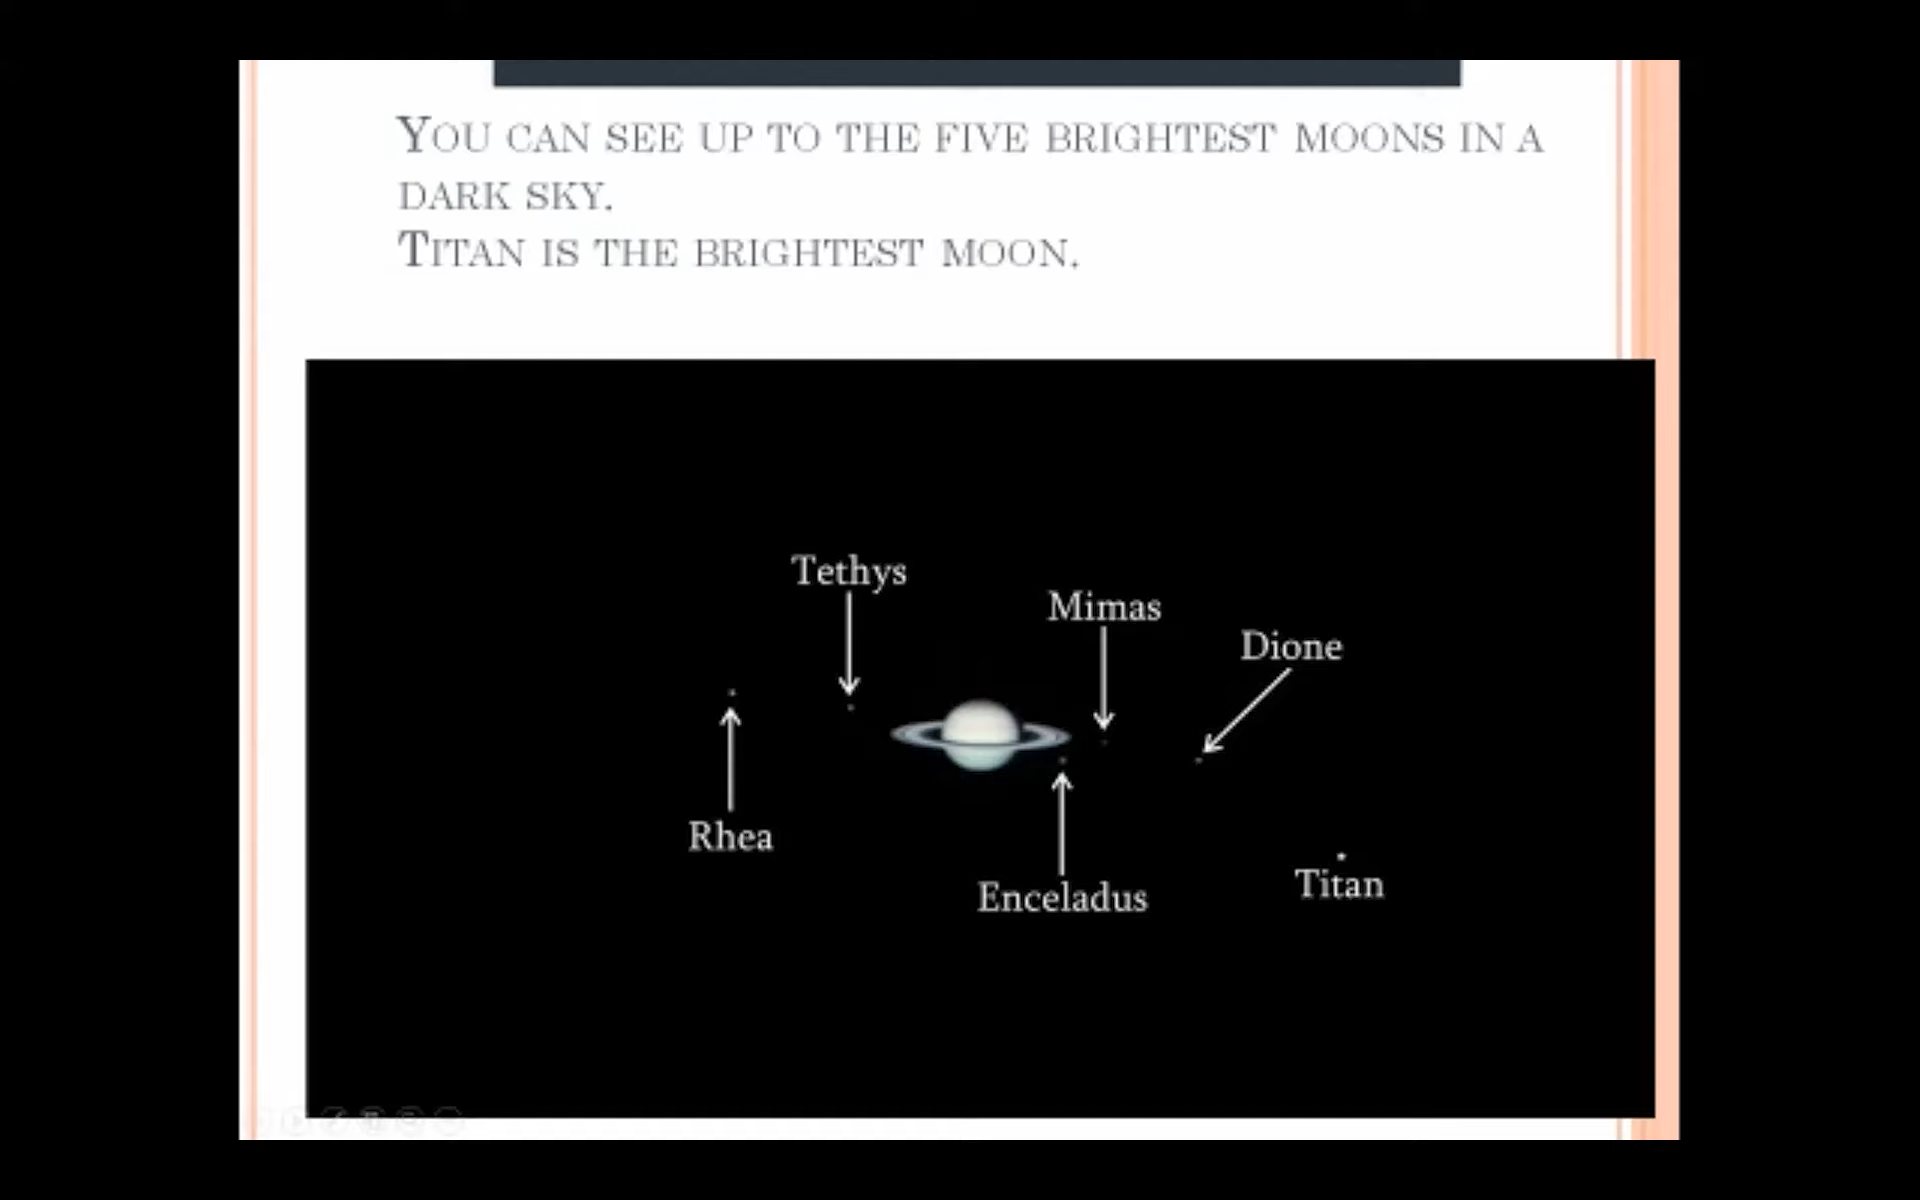 You can see up to the five brightest moons in a
dark sky.
Titan is the brightest moon.
Tethys
Mimas
Dione
Rhea
Enceladus
Titan